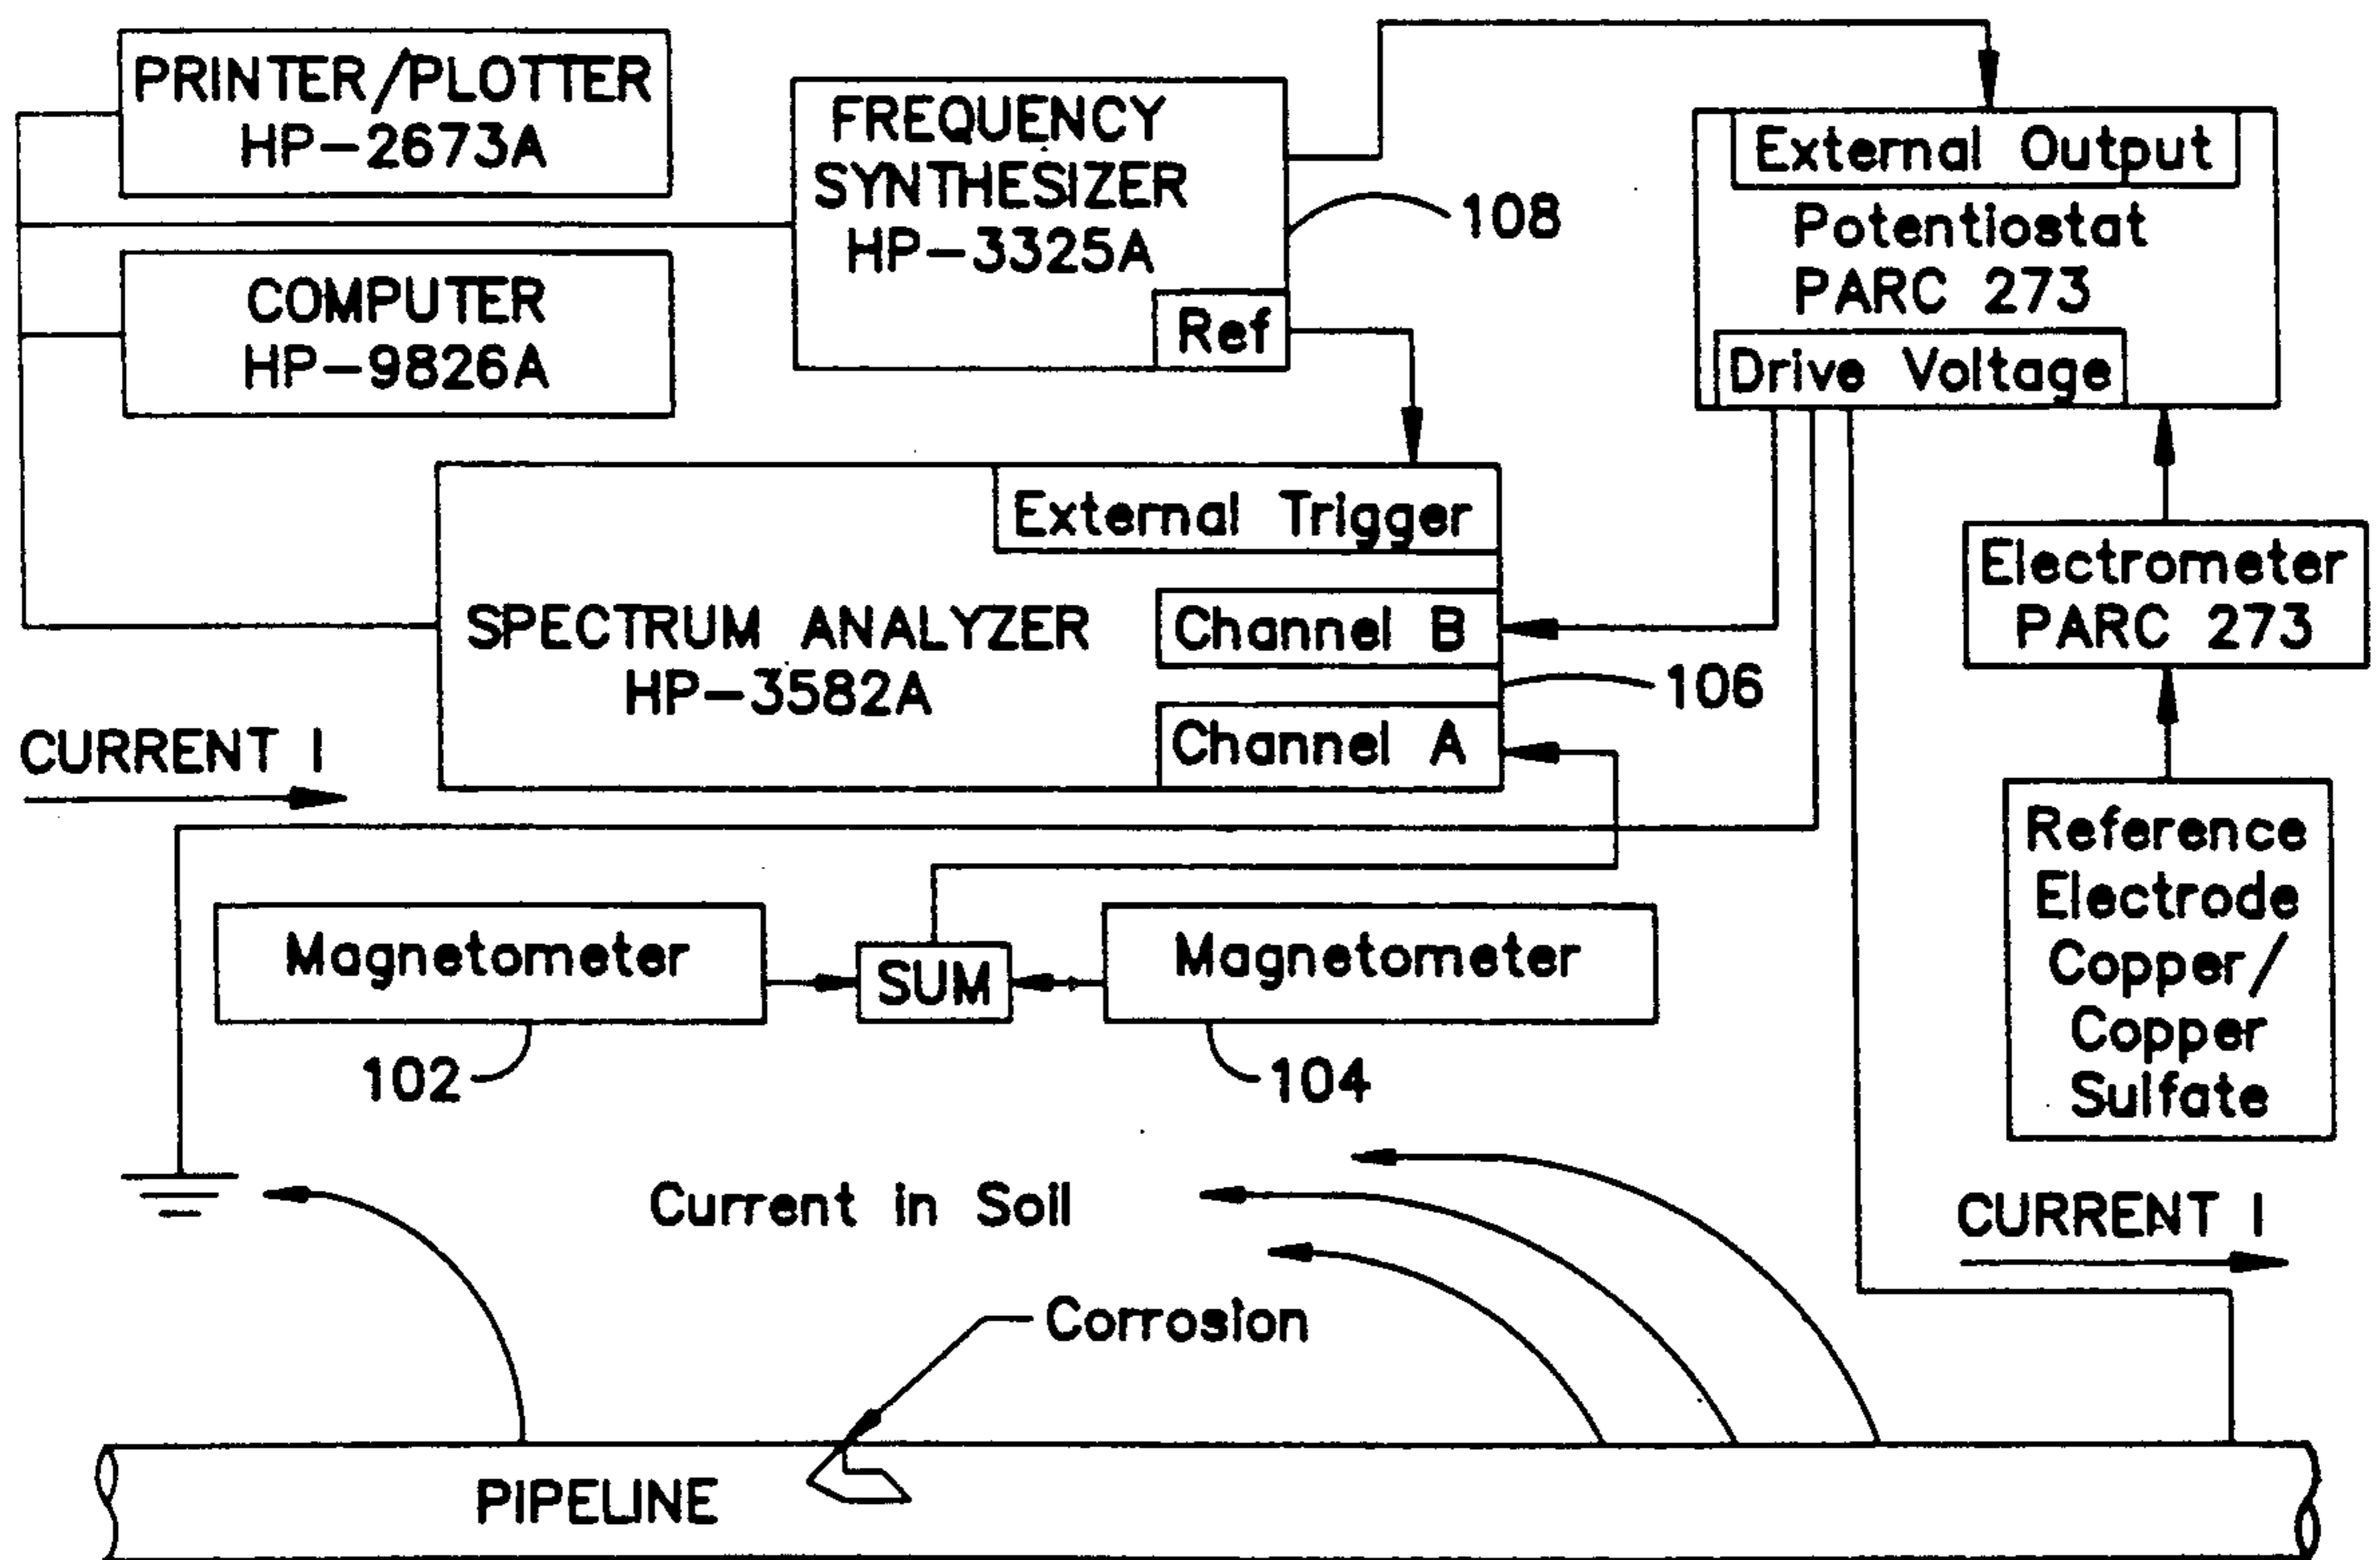 PRINTER/PLOTTER
HP-2673A
FREQUENCY
SYNTHESIZER
HP-3325A
Ref
108
External Output
Potentiostat
PARC 273
Drive Voltage
COMPUTER
HP-9826A
External Trigger
SPECTRUM ANALYZER
HP-3582A
Channel B
106
Channel A
Electrometer
PARC 273
CURRENT I
Reference
Electrode
Copper/
Copper
Sulfate
Magnetometer
SUM
Magnetometer
102
104
Current in Soil
CURRENT I
Corrosion
PIPELINE